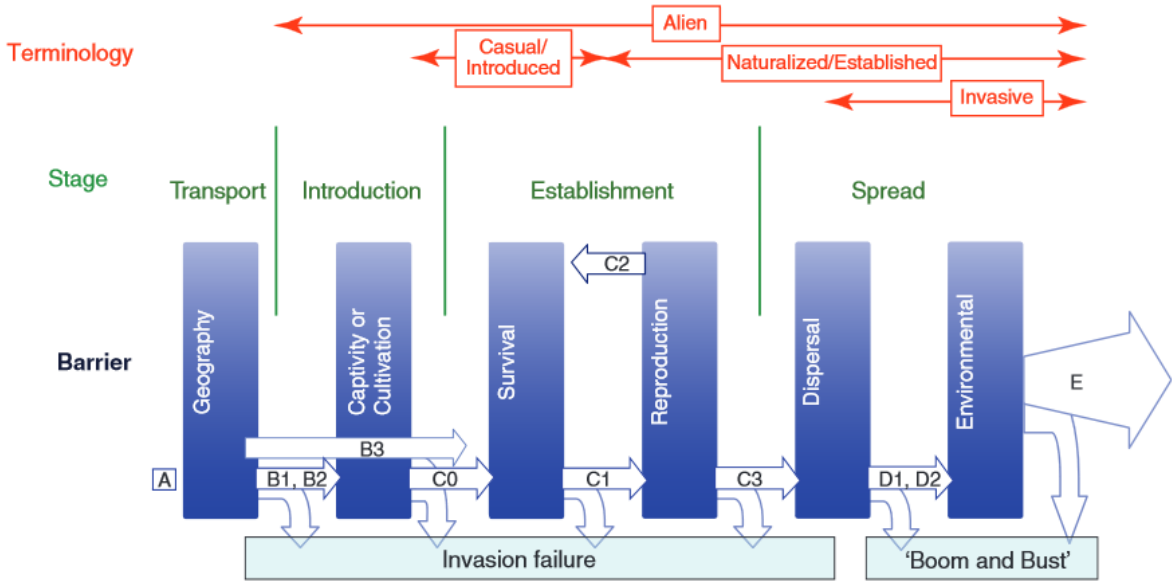 Alien
Terminology
Casual/
Introduced
Naturalized/Established
Invasive
Stage
Transport
Introduction
Establishment
Spread
C2
Barrier
Geography
Captivity or
Cultivation
Survival
Reproduction
Dispersal
Environmental
E
B3
A
B1, B2
C0
C1
C3
D1, D2
Invasion failure
‘Boom and Bust’